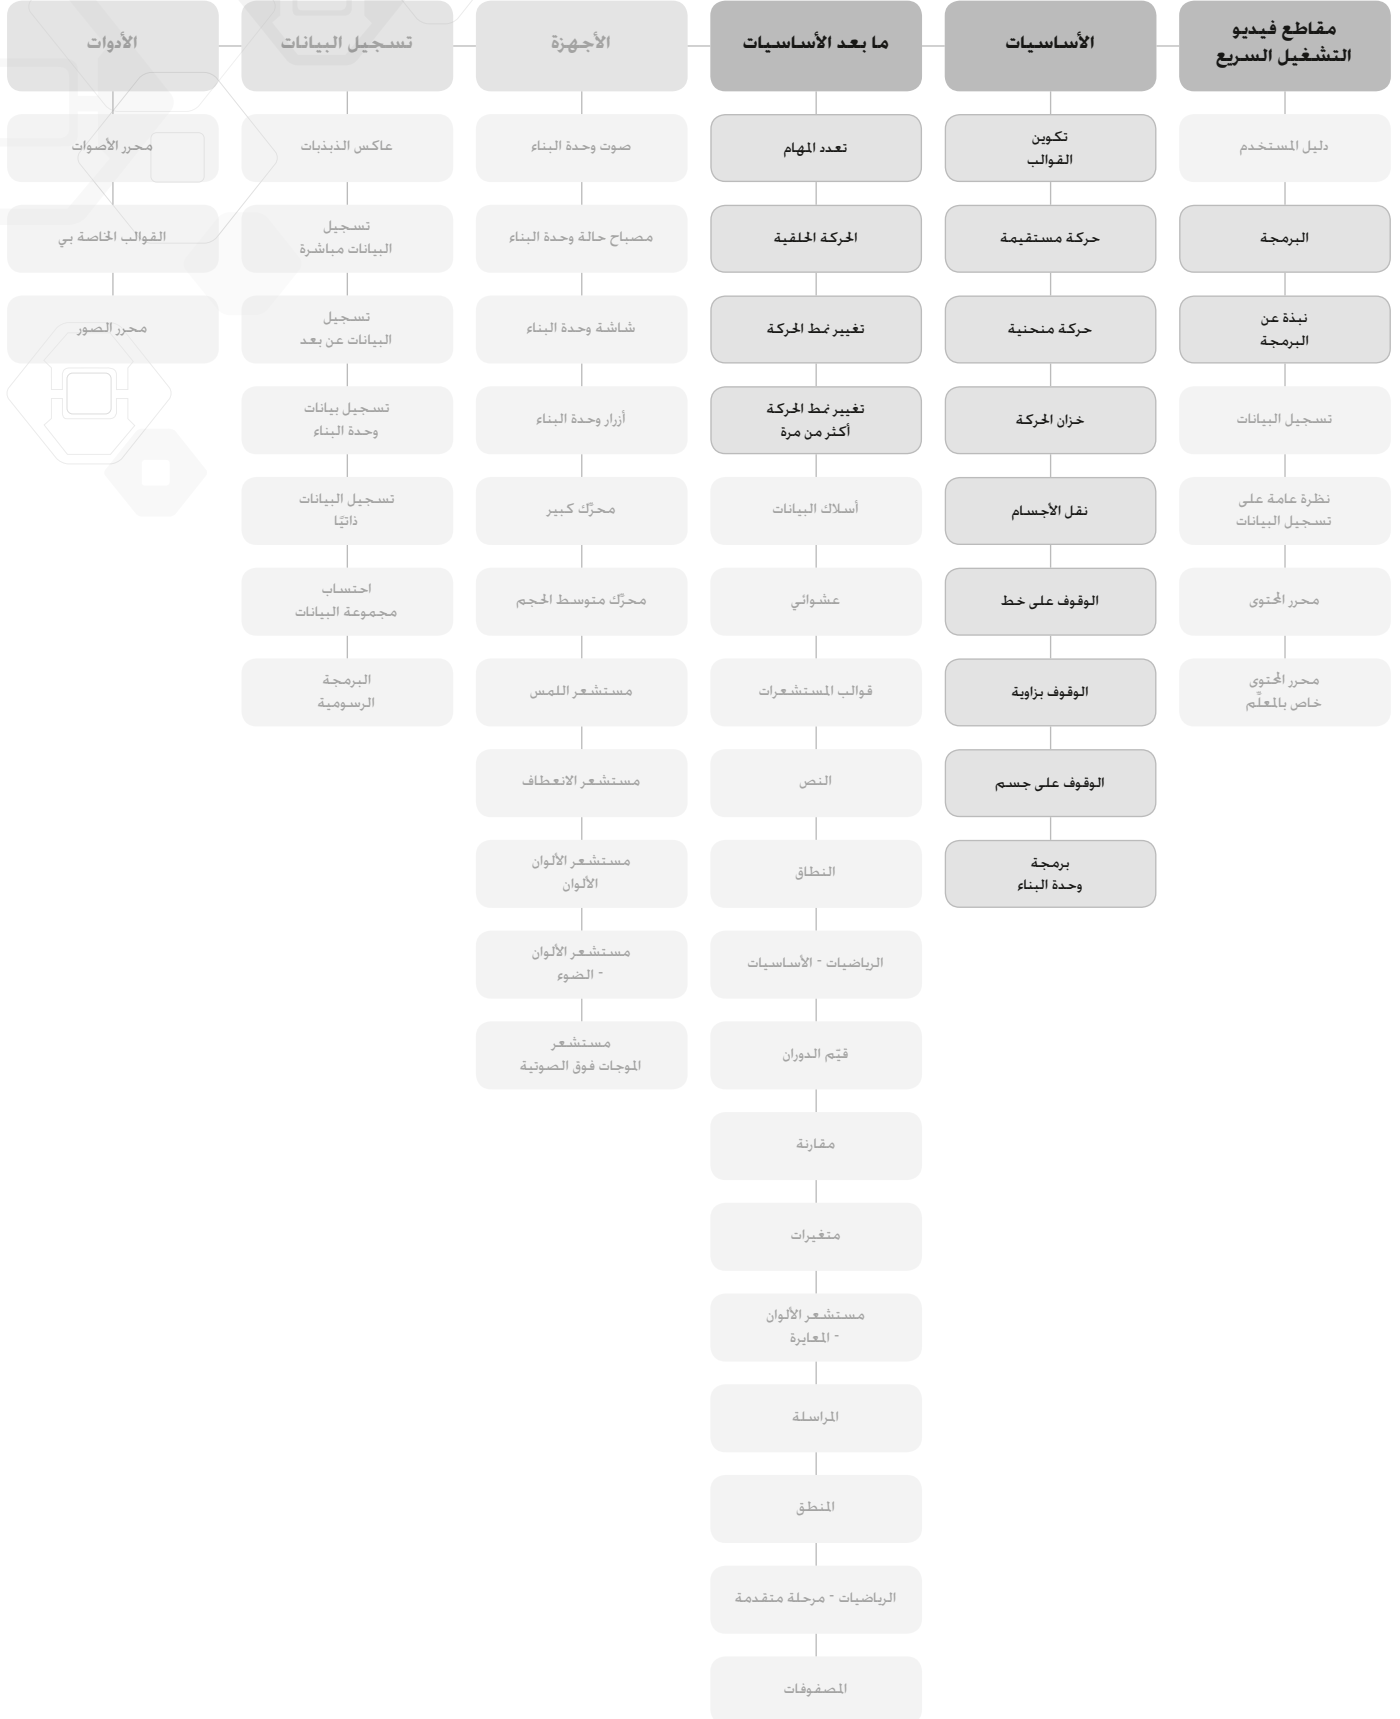 مقاطع فيديو
التشغيل السريع
دليل المستخدم
البرمجة
نبذة عن
البرمجة
تسجيل البيانات
نظرة عامة على
تسجيل البيانات
محرر المحتوى
محرر المحتوى
خاص بالمعلّم
الأساسيات
تكوين
القوالب
حركة مستقيمة
حركة منحنية
خزان الحركة
نقل الأجسام
الوقوف على خط
الوقوف بزاوية
الوقوف على جسم
برمجة
وحدة البناء
ما بعد الأساسيات
تعدد المهام
الحركة الحلقية
تغيير نمط الحركة
تغيير نمط الحركة
أكثر من مرة
أسلاك البيانات
عشوائي
قوالب المستشعرات
النص
النطاق
الرياضيات - الأساسيات
قيّم الدوران
مقارنة
متغيرات
مستشعر الألوان
- المعايرة
المراسلة
المنطق
الرياضيات - مرحلة متقدمة
المصفوفات
الأجهزة
صوت وحدة البناء
مصباح حالة وحدة البناء
شاشة وحدة البناء
أزرار وحدة البناء
محرّك كبير
محرّك متوسط الحجم
مستشعر اللمس
مستشعر الانعطاف
مستشعر الألوان
الألوان
مستشعر الألوان
- الضوء
مستشعر
الموجات فوق الصوتية
تسجيل البيانات
عاكس الذبذبات
تسجيل
البيانات مباشرة
تسجيل
البيانات عن بعد
تسجيل بيانات
وحدة البناء
تسجيل البيانات
ذاتيًا
احتساب
مجموعة البيانات
البرمجة
الرسومية
الأدوات
محرر الأصوات
القوالب الخاصة بي
محرر الصور